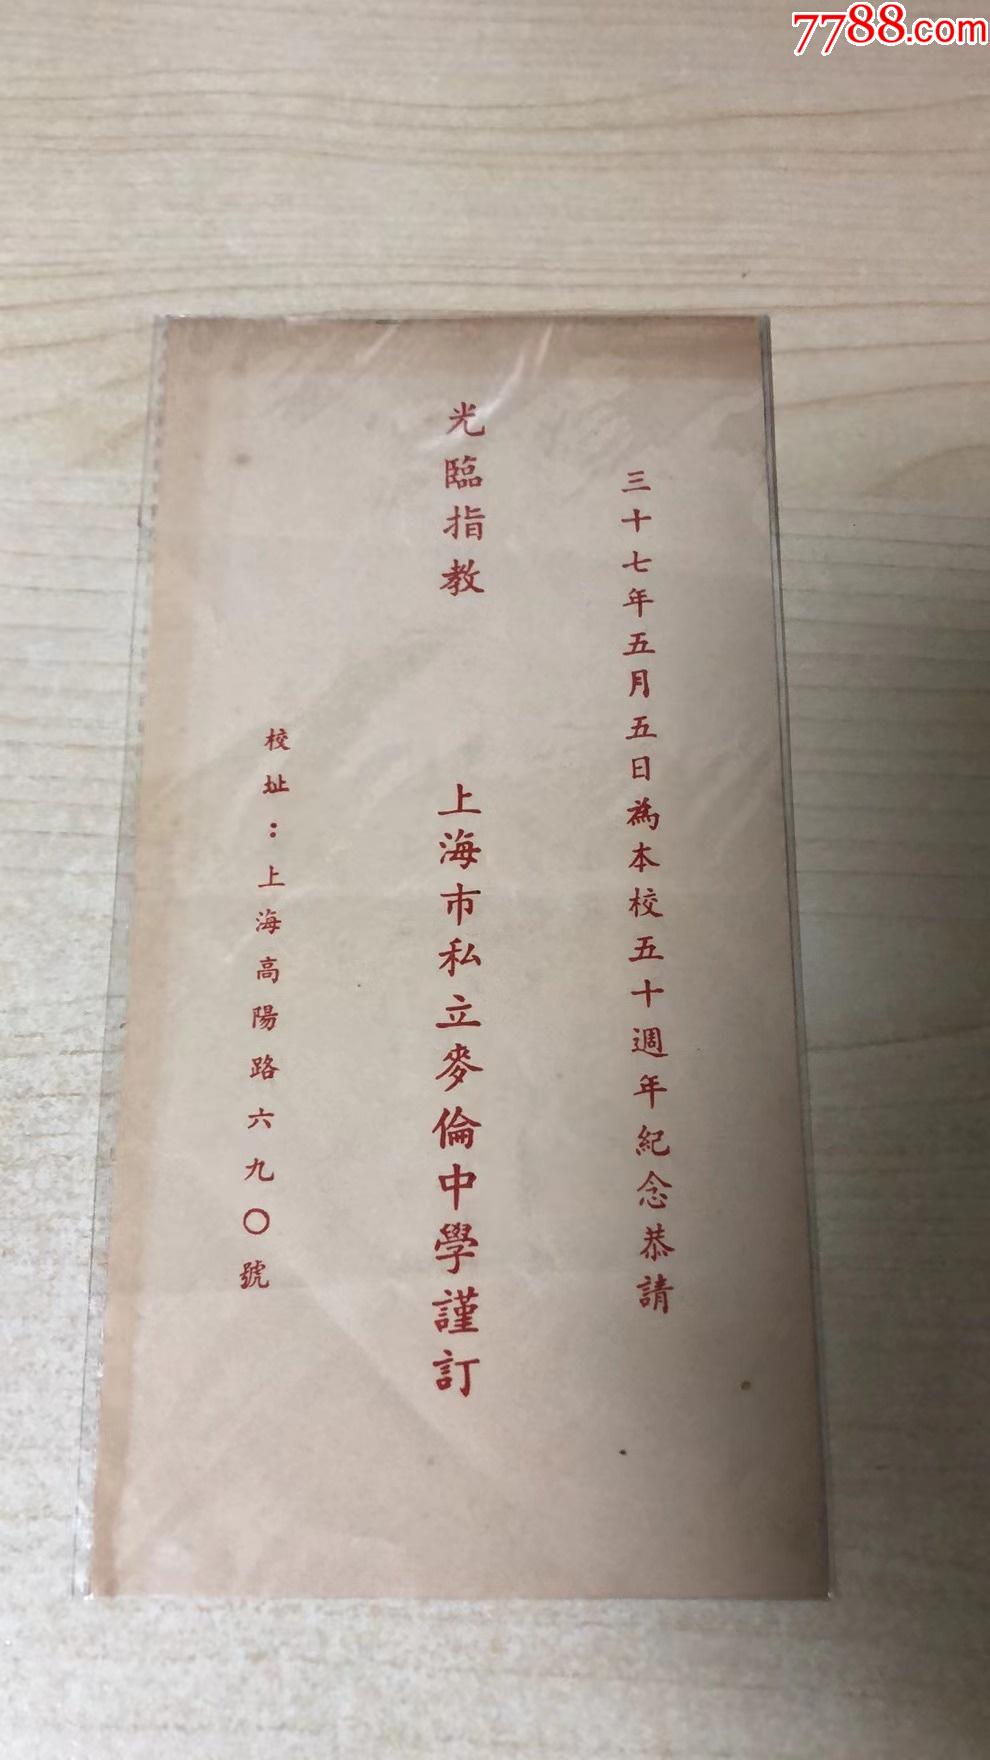 7788.com
三十七年五月五日為本校五十週年紀念恭請
光臨指教　上海市私立麥倫中學謹訂
校址：上海高陽路六九〇號